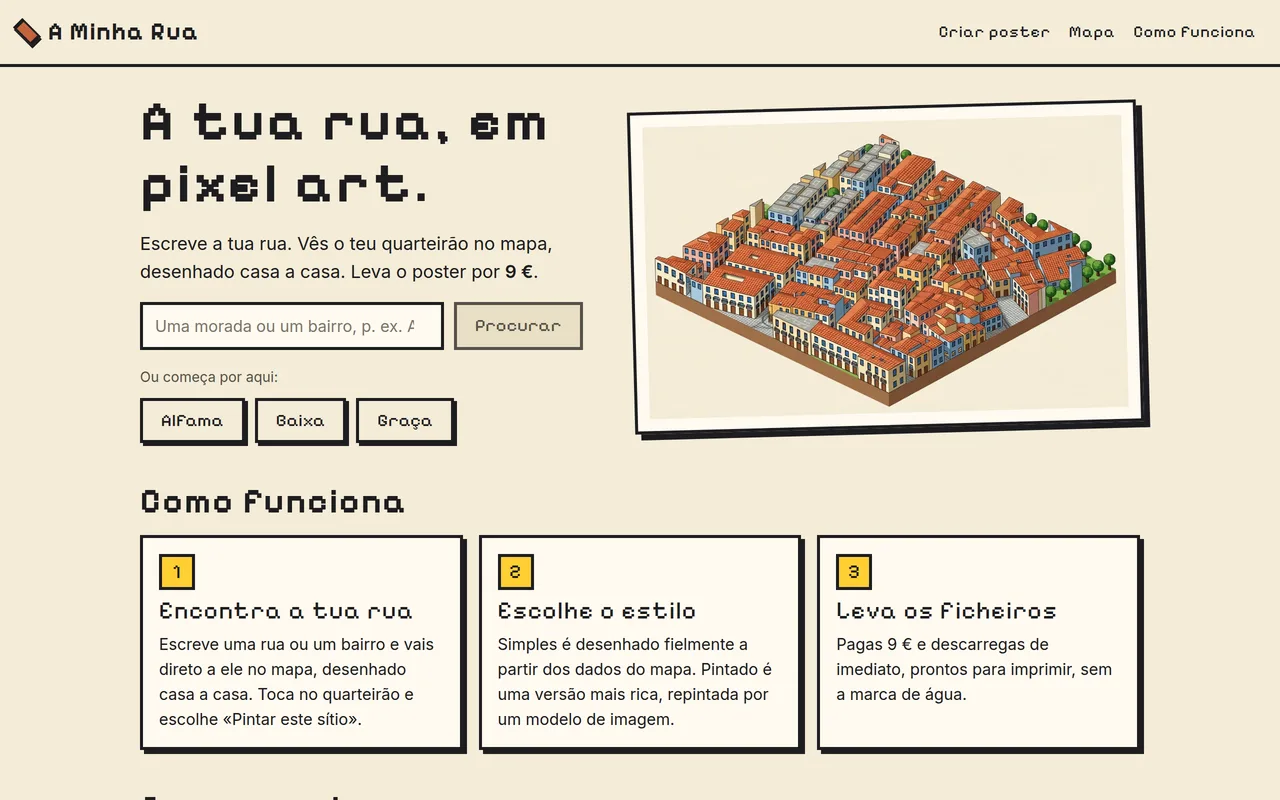 A Minha Rua
Criar poster
Mapa
Como Funciona
A tua rua, em
pixel art.
Escreve a tua rua. Vês o teu quarteirão no mapa,
desenhado casa a casa. Leva o poster por 9 €.
Uma morada ou um bairro, p. ex.
Procurar
Ou começa por aqui:
Alfama
Baixa
Graça
Como Funciona
1
Encontra a tua rua
Escreve uma rua ou um bairro e vais
direto a ele no mapa, desenhado
casa a casa. Toca no quarteirão e
escolhe «Pintar este sítio».
2
Escolhe o estilo
Simples é desenhado fielmente a
partir dos dados do mapa. Pintado é
uma versão mais rica, repintada por
um modelo de imagem.
3
Leva os Ficheiros
Pagas 9 € e descarregas de
imediato, prontos para imprimir, sem
a marca de água.